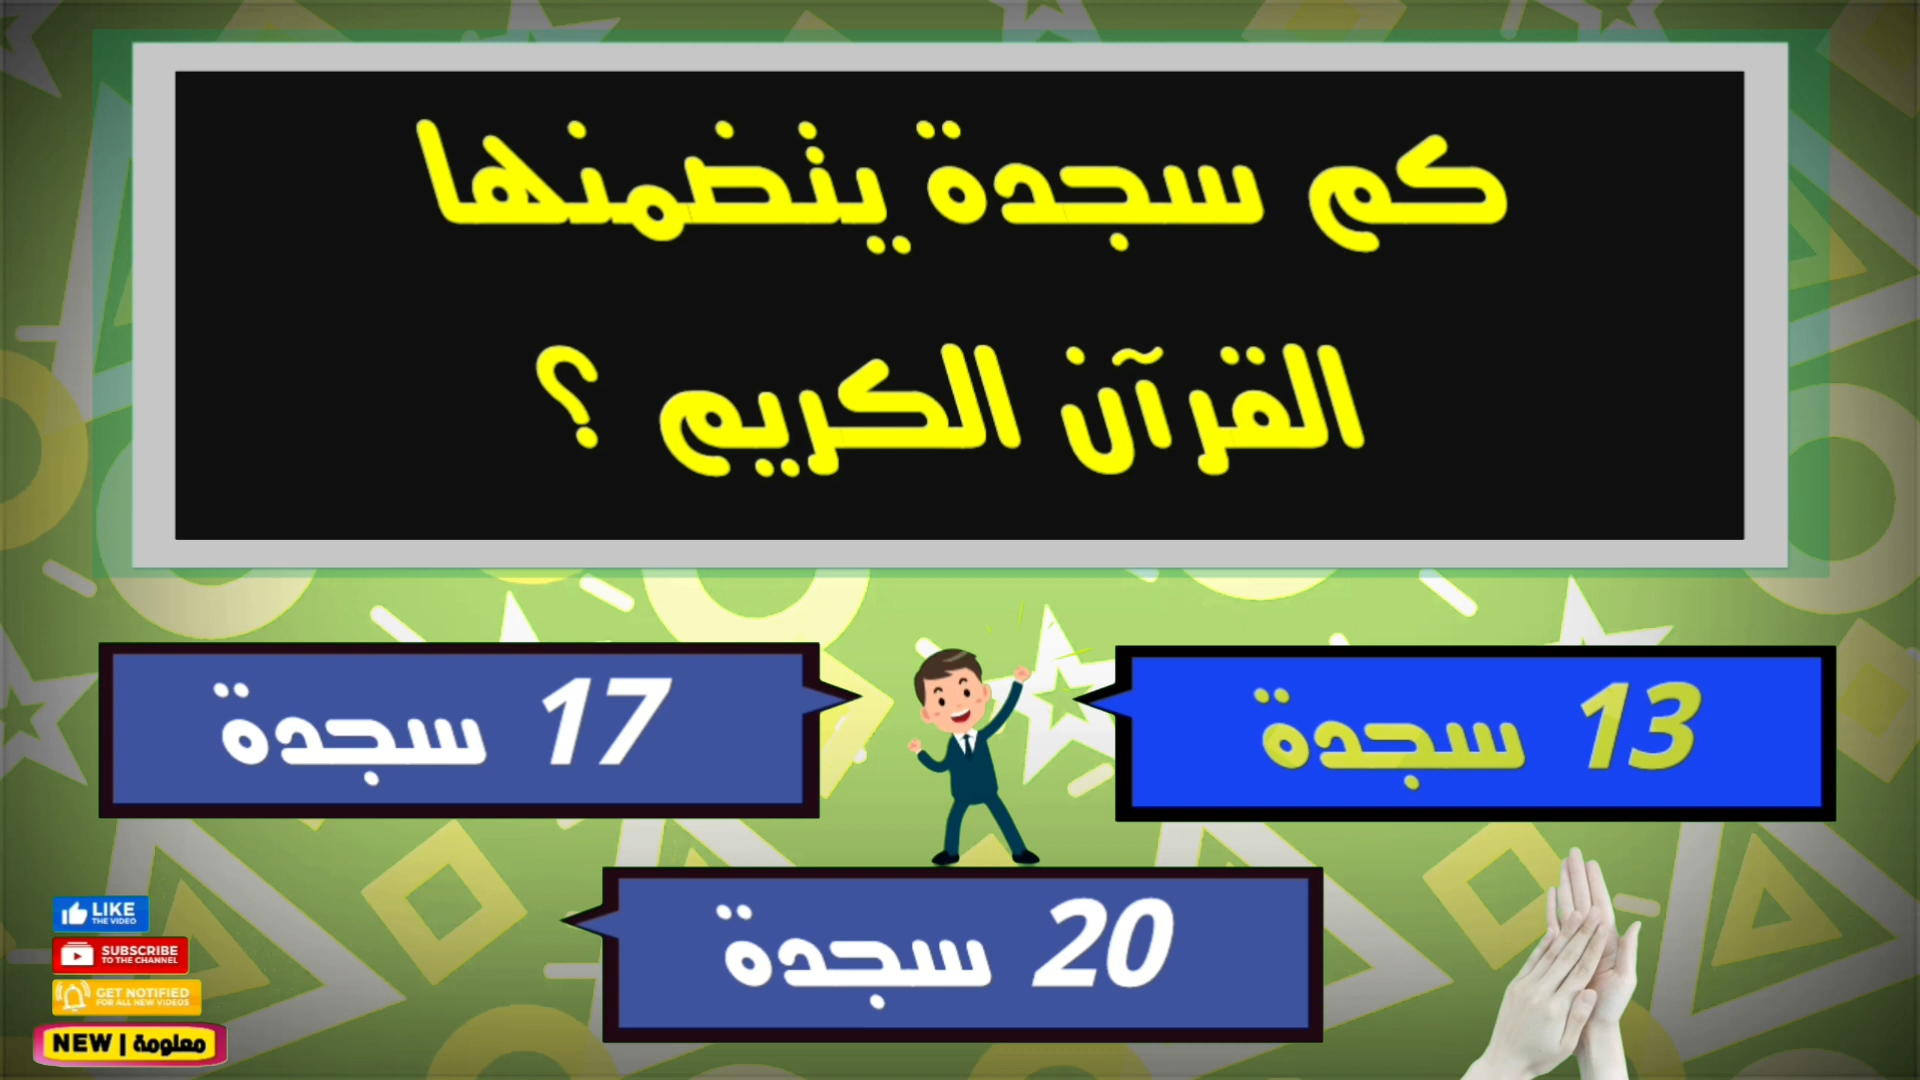 كم سجدة يتضمنها
القرآن الكريم ؟
13 سجدة
17 سجدة
20 سجدة
LIKE
THE VIDEO
SUBSCRIBE
TO THE CHANNEL
GET NOTIFIED
FOR ALL NEW VIDEOS
معلومة | NEW